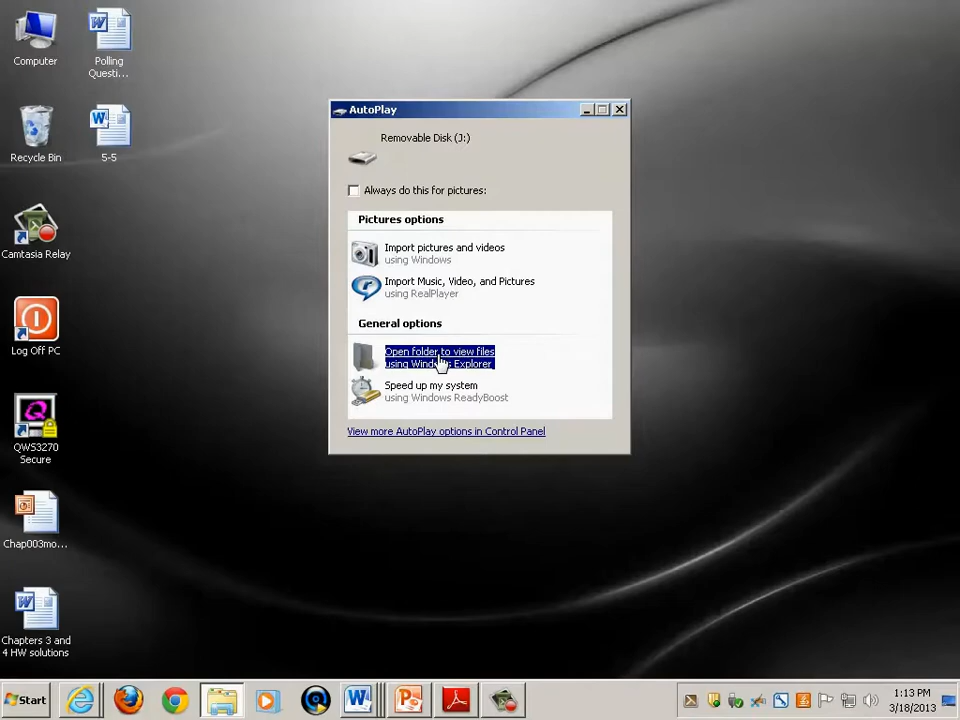 Computer
Polling
Questi...
Recycle Bin
5-5
Camtasia Relay
Log Off PC
QWS3270
Secure
Chap003mo...
Chapters 3 and
4 HW solutions
AutoPlay
Removable Disk (J:)
Always do this for pictures:
Pictures options
Import pictures and videos
using Windows
Import Music, Video, and Pictures
using RealPlayer
General options
Open folder to view files
using Windows Explorer
Speed up my system
using Windows ReadyBoost
View more AutoPlay options in Control Panel
Start
1:13 PM
3/18/2013